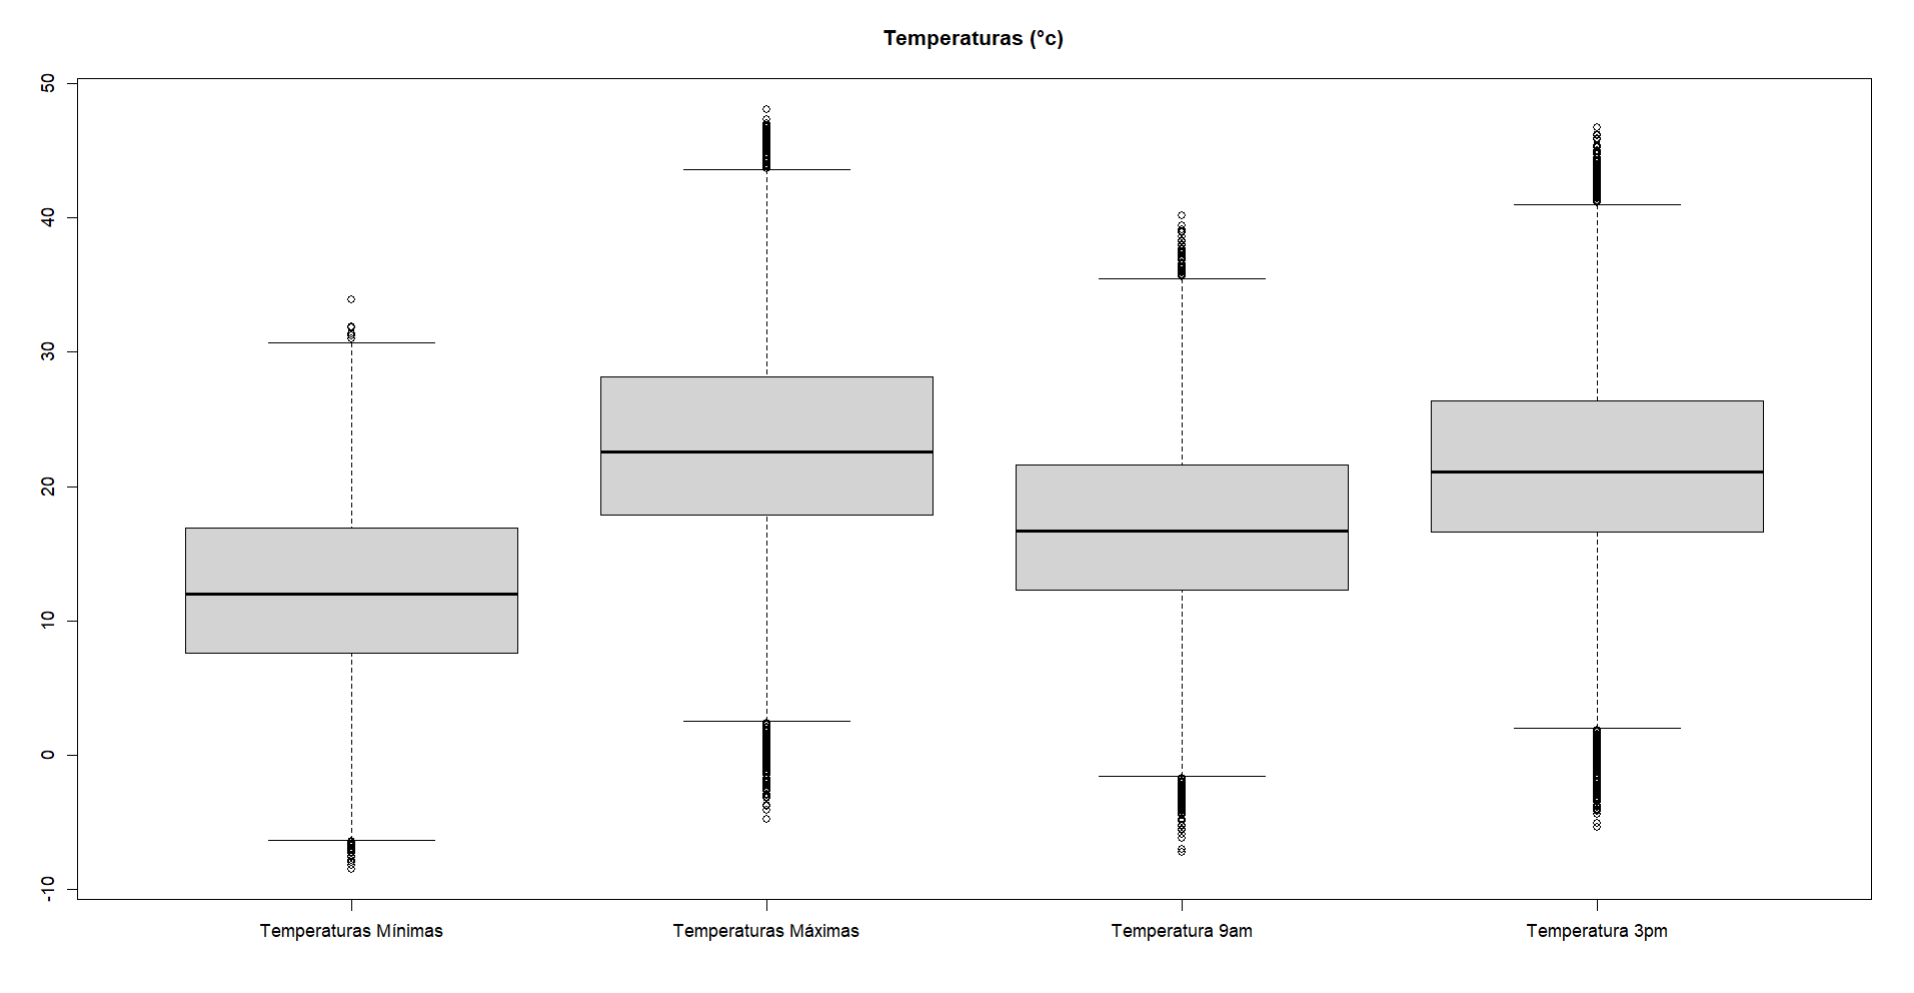 Temperaturas (°c)
50
40
30
20
10
0
-10
Temperaturas Mínimas
Temperaturas Máximas
Temperatura 9am
Temperatura 3pm